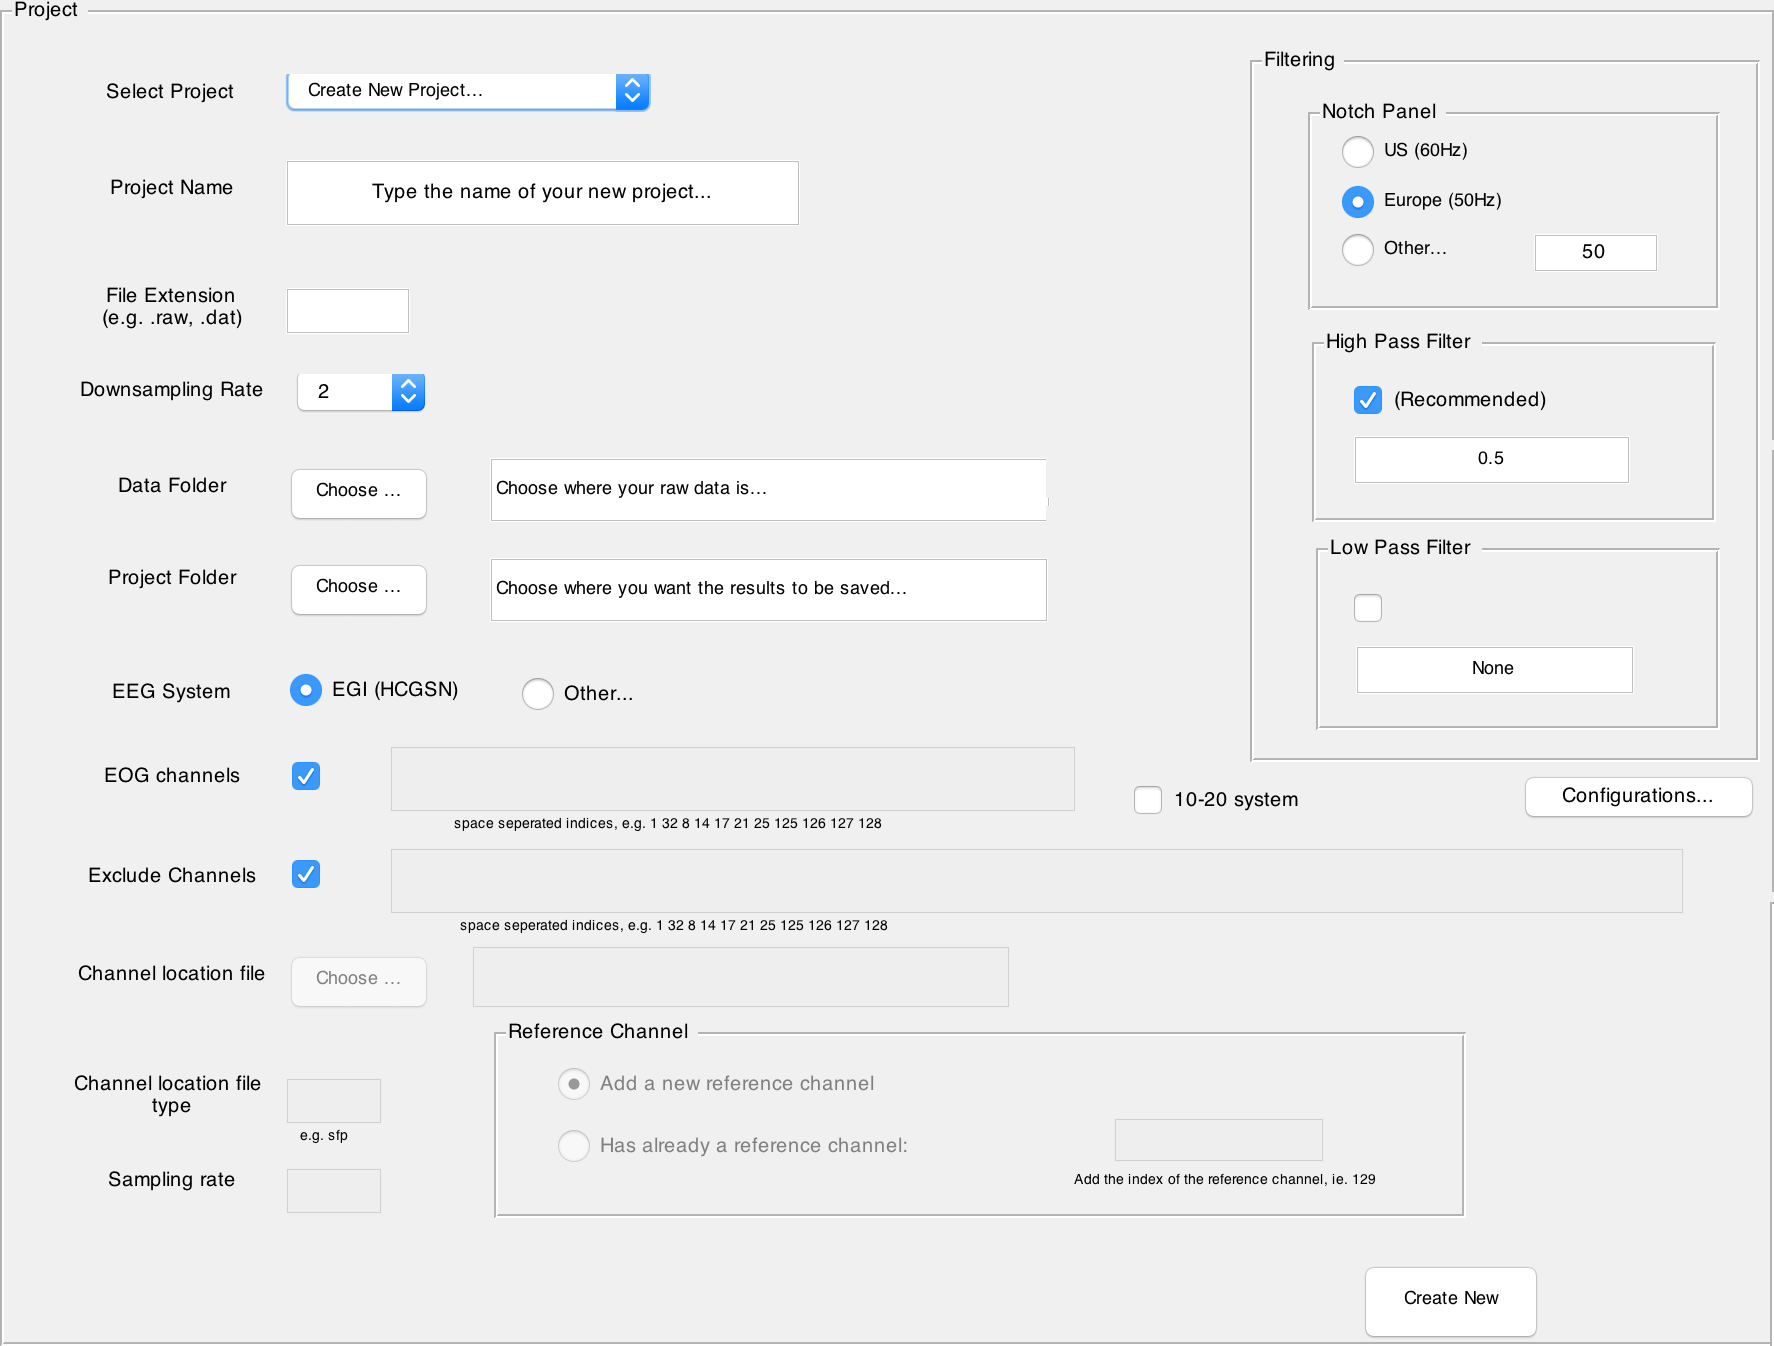 Project
Select Project
Create New Project...
Project Name
Type the name of your new project...
File Extension
(e.g. .raw, .dat)
Downsampling Rate
2
Data Folder
Choose ...
Choose where your raw data is...
Project Folder
Choose ...
Choose where you want the results to be saved...
EEG System
EGI (HCGSN)
Other...
EOG channels
space seperated indices, e.g. 1 32 8 14 17 21 25 125 126 127 128
10-20 system
Configurations...
Exclude Channels
space seperated indices, e.g. 1 32 8 14 17 21 25 125 126 127 128
Channel location file
Choose ...
Channel location file
type
e.g. sfp
Sampling rate
Reference Channel
Add a new reference channel
Has already a reference channel:
Add the index of the reference channel, ie. 129
Create New
Filtering
Notch Panel
US (60Hz)
Europe (50Hz)
Other...
50
High Pass Filter
(Recommended)
0.5
Low Pass Filter
None